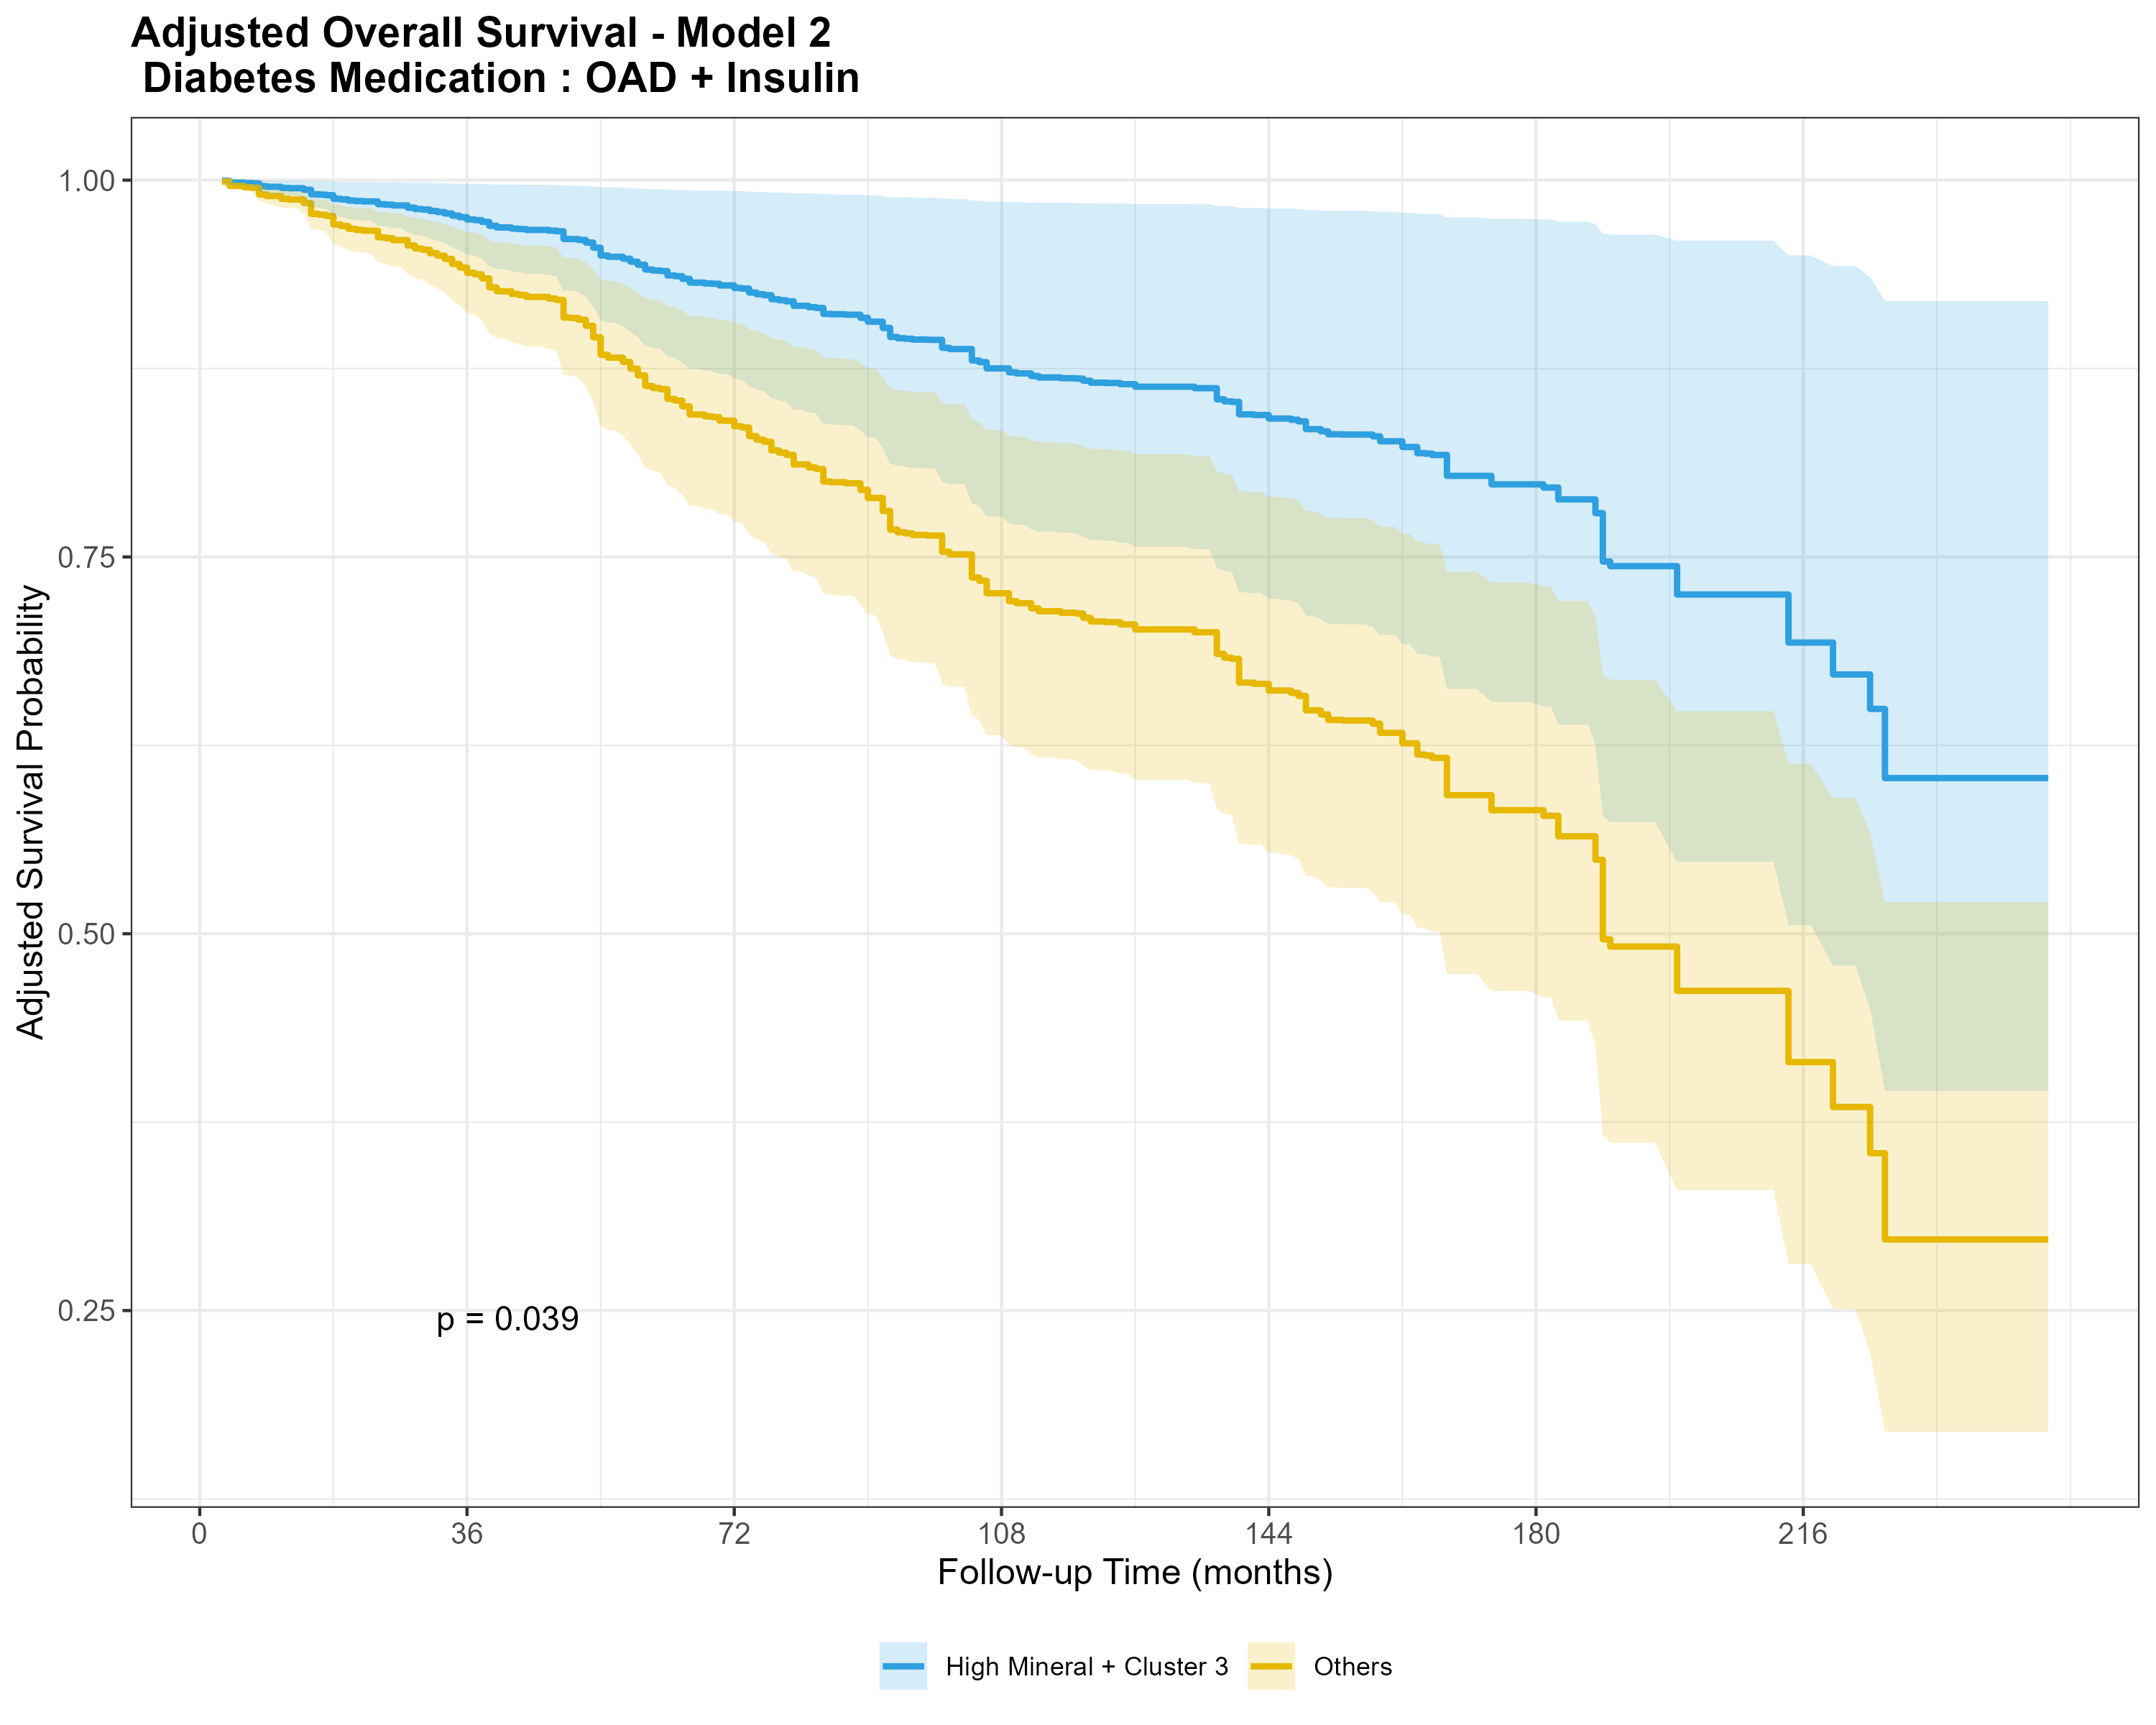 Adjusted Overall Survival - Model 2
Diabetes Medication : OAD + Insulin
Adjusted Survival Probability
1.00
0.75
0.50
0.25
p = 0.039
0 36 72 108 144 180 216
Follow-up Time (months)
High Mineral + Cluster 3 Others